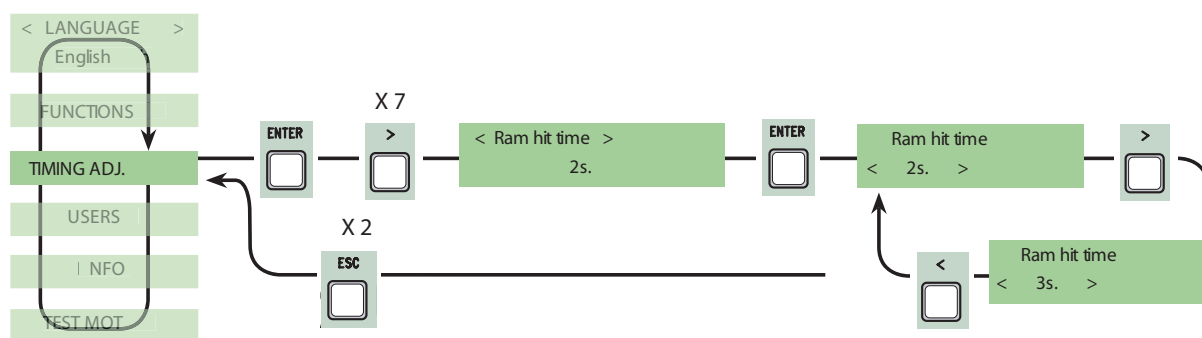 < LANGUAGE >
English
FUNCTIONS
TIMING ADJ.
USERS
I NFO
TEST MOT
ENTER
X 7
>
< Ram hit time >
2s.
ENTER
Ram hit time
< 2s. >
>
X 2
ESC
<
Ram hit time
< 3s. >